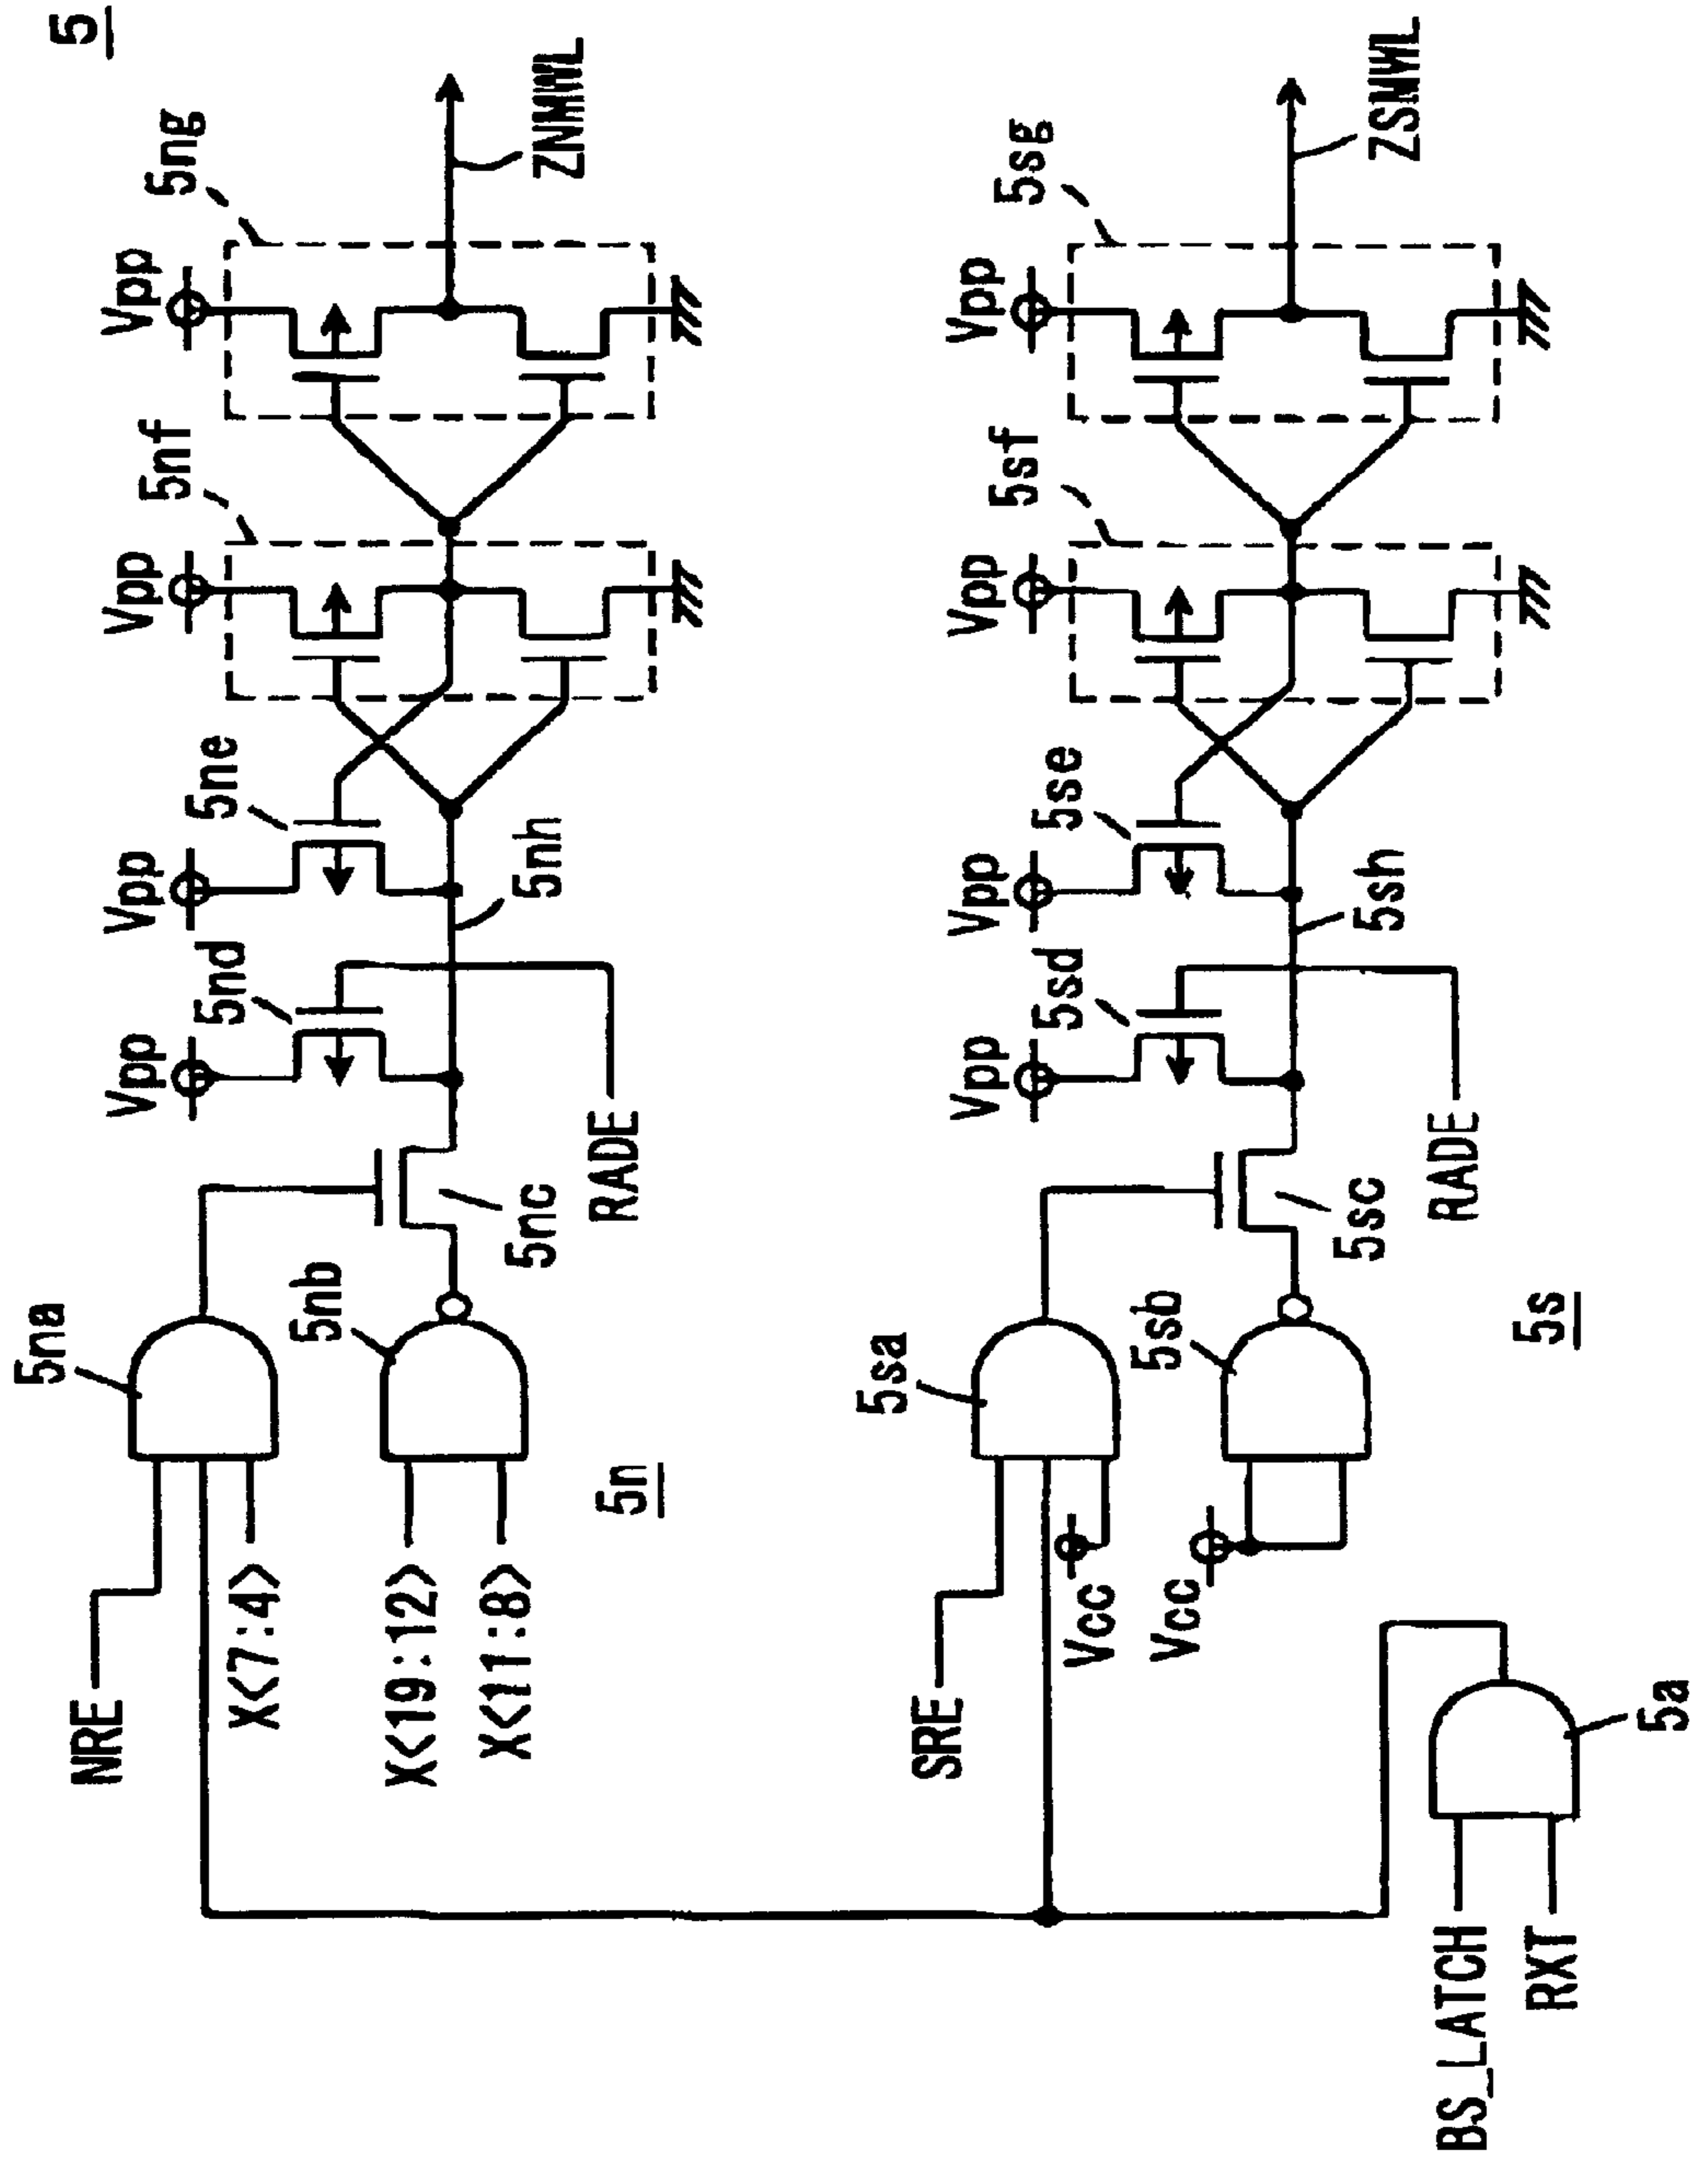 5
5na
NRE
Vpp
Vpp
Vpp
Vpp
5nf
5ng
5nd
5ne
X<7:4>
5nb
X<19:12>
X<11:8>
5nc
5nh
ZNMWL
RADE
5n
5sa
SRE
Vpp
Vpp
Vpp
Vpp
5sf
5sg
5sd
5se
Vcc
5sb
Vcc
5sc
5sh
ZSMWL
RADE
BS_LATCH
RXT
5s
5a